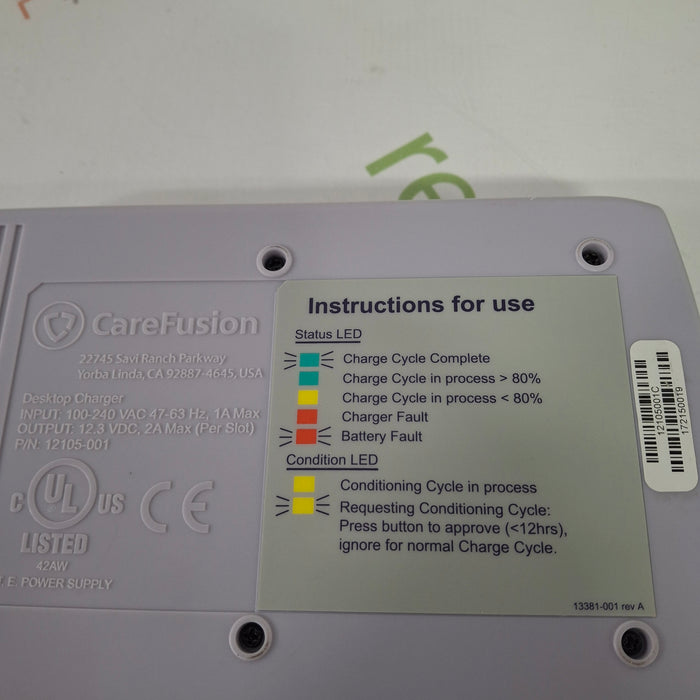 re
CareFusion
22745 Savi Ranch Parkway
Yorba Linda, CA 92887-4645, USA
Desktop Charger
INPUT: 100-240 VAC 47-63 Hz, 1A Max
OUTPUT: 12.3 VDC, 2A Max (Per Slot)
P/N: 12105-001
C UL US
LISTED
CE
42AW
.T.E. POWER SUPPLY
Instructions for use
Status LED
Charge Cycle Complete
Charge Cycle in process > 80%
Charge Cycle in process < 80%
Charger Fault
Battery Fault
Condition LED
Conditioning Cycle in process
Requesting Conditioning Cycle:
Press button to approve (<12hrs),
ignore for normal Charge Cycle.
13381-001 rev A
12105001C
172150019